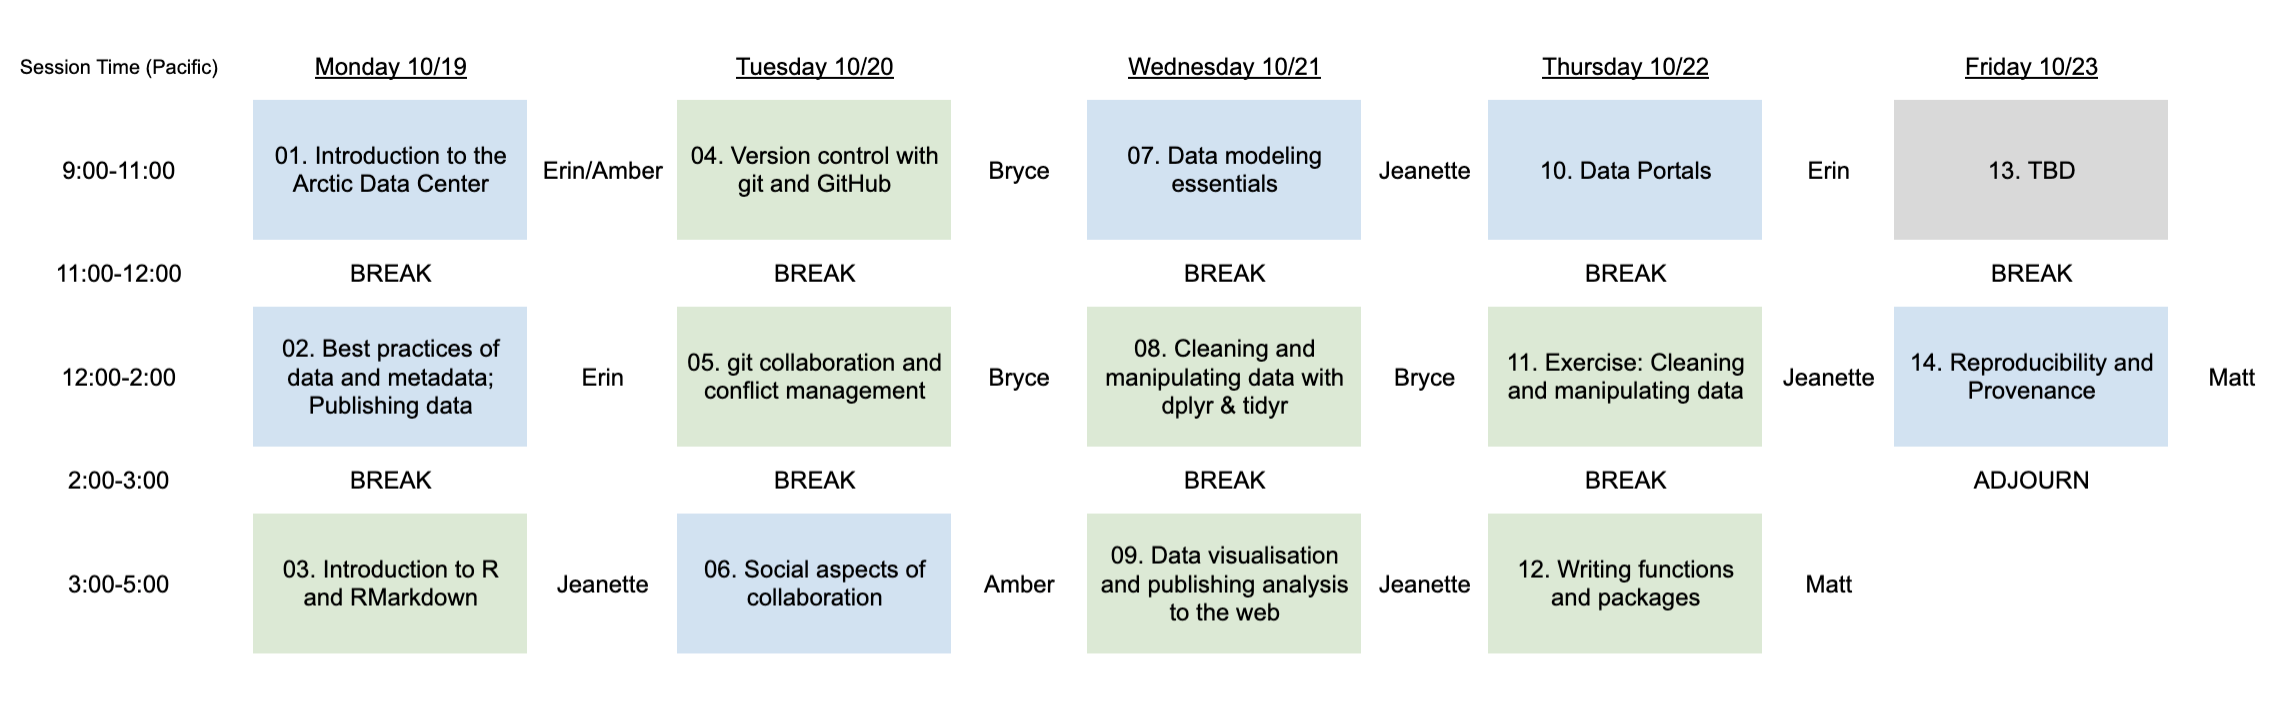 Session Time (Pacific)
Monday 10/19
Tuesday 10/20
Wednesday 10/21
Thursday 10/22
Friday 10/23
9:00-11:00
01. Introduction to the
Arctic Data Center
Erin/Amber
04. Version control with
git and GitHub
Bryce
07. Data modeling
essentials
Jeanette
10. Data Portals
Erin
13. TBD
11:00-12:00
BREAK
BREAK
BREAK
BREAK
BREAK
12:00-2:00
02. Best practices of
data and metadata;
Publishing data
Erin
05. git collaboration and
conflict management
Bryce
08. Cleaning and
manipulating data with
dplyr & tidyr
Bryce
11. Exercise: Cleaning
and manipulating data
Jeanette
14. Reproducibility and
Provenance
Matt
2:00-3:00
BREAK
BREAK
BREAK
BREAK
ADJOURN
3:00-5:00
03. Introduction to R
and RMarkdown
Jeanette
06. Social aspects of
collaboration
Amber
09. Data visualisation
and publishing analysis
to the web
Jeanette
12. Writing functions
and packages
Matt